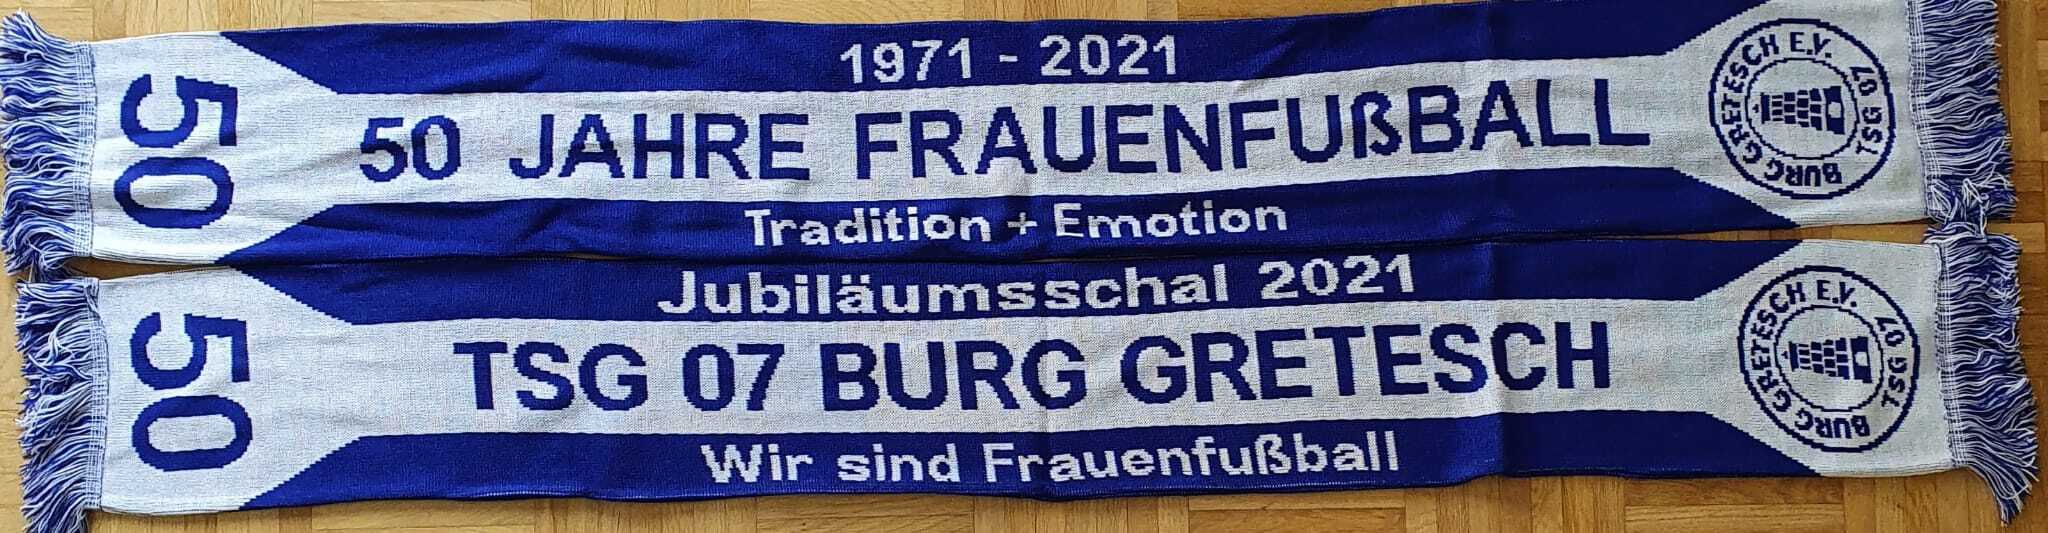 1971 - 2021
50
50 JAHRE FRAUENFUßBALL
BURG GRETESCH E.V. TSG 07
Tradition + Emotion
Jubiläumsschal 2021
50
TSG 07 BURG GRETESCH
BURG GRETESCH E.V. TSG 07
Wir sind Frauenfußball